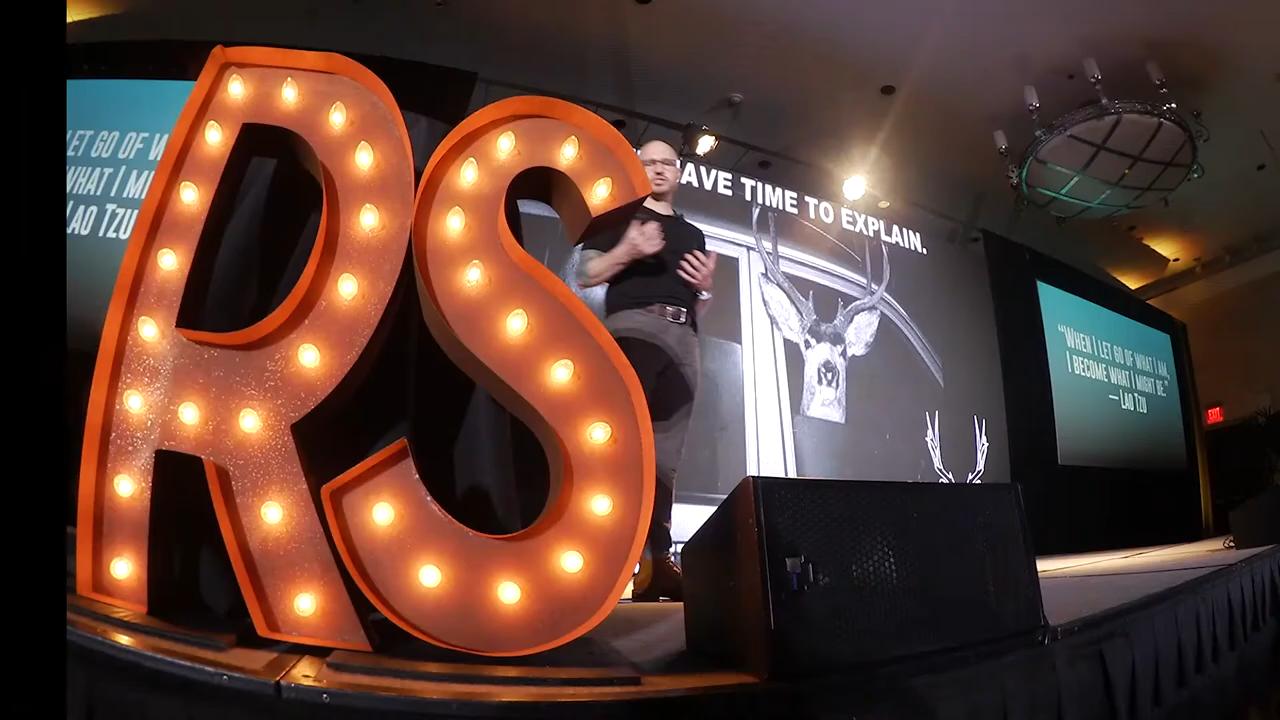 RS
LET GO OF W
WHAT I MI
LAO TZU
AVE TIME TO EXPLAIN.
"WHEN I LET GO OF WHAT I AM,
I BECOME WHAT I MIGHT BE."
— LAO TZU
EXIT